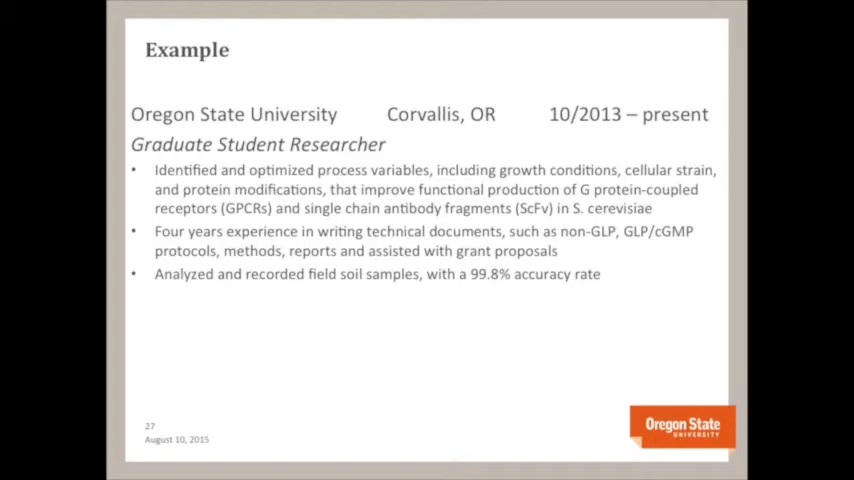 Example
Oregon State University Corvallis, OR 10/2013 – present
Graduate Student Researcher
• Identified and optimized process variables, including growth conditions, cellular strain,
and protein modifications, that improve functional production of G protein-coupled
receptors (GPCRs) and single chain antibody fragments (ScFv) in S. cerevisiae
• Four years experience in writing technical documents, such as non-GLP, GLP/cGMP
protocols, methods, reports and assisted with grant proposals
• Analyzed and recorded field soil samples, with a 99.8% accuracy rate
27
August 10, 2015
Oregon State
UNIVERSITY